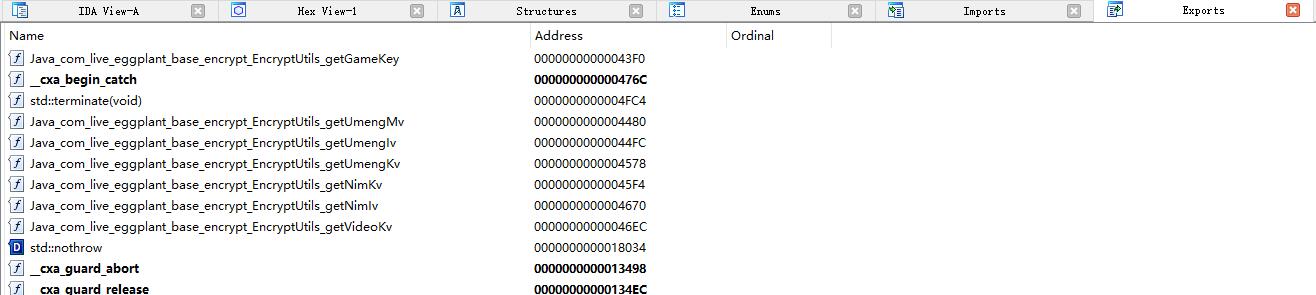 IDA View-A Hex View-1 Structures Enums Imports Exports
Name Address Ordinal
Java_com_live_eggplant_base_encrypt_EncryptUtils_getGameKey 00000000000043F0
__cxa_begin_catch 000000000000476C
std::terminate(void) 0000000000004FC4
Java_com_live_eggplant_base_encrypt_EncryptUtils_getUmengMv 0000000000004480
Java_com_live_eggplant_base_encrypt_EncryptUtils_getUmengIv 00000000000044FC
Java_com_live_eggplant_base_encrypt_EncryptUtils_getUmengKv 0000000000004578
Java_com_live_eggplant_base_encrypt_EncryptUtils_getNimKv 00000000000045F4
Java_com_live_eggplant_base_encrypt_EncryptUtils_getNimIv 0000000000004670
Java_com_live_eggplant_base_encrypt_EncryptUtils_getVideoKv 00000000000046EC
std::nothrow 0000000000018034
__cxa_guard_abort 0000000000013498
__cxa_guard_release 00000000000134EC